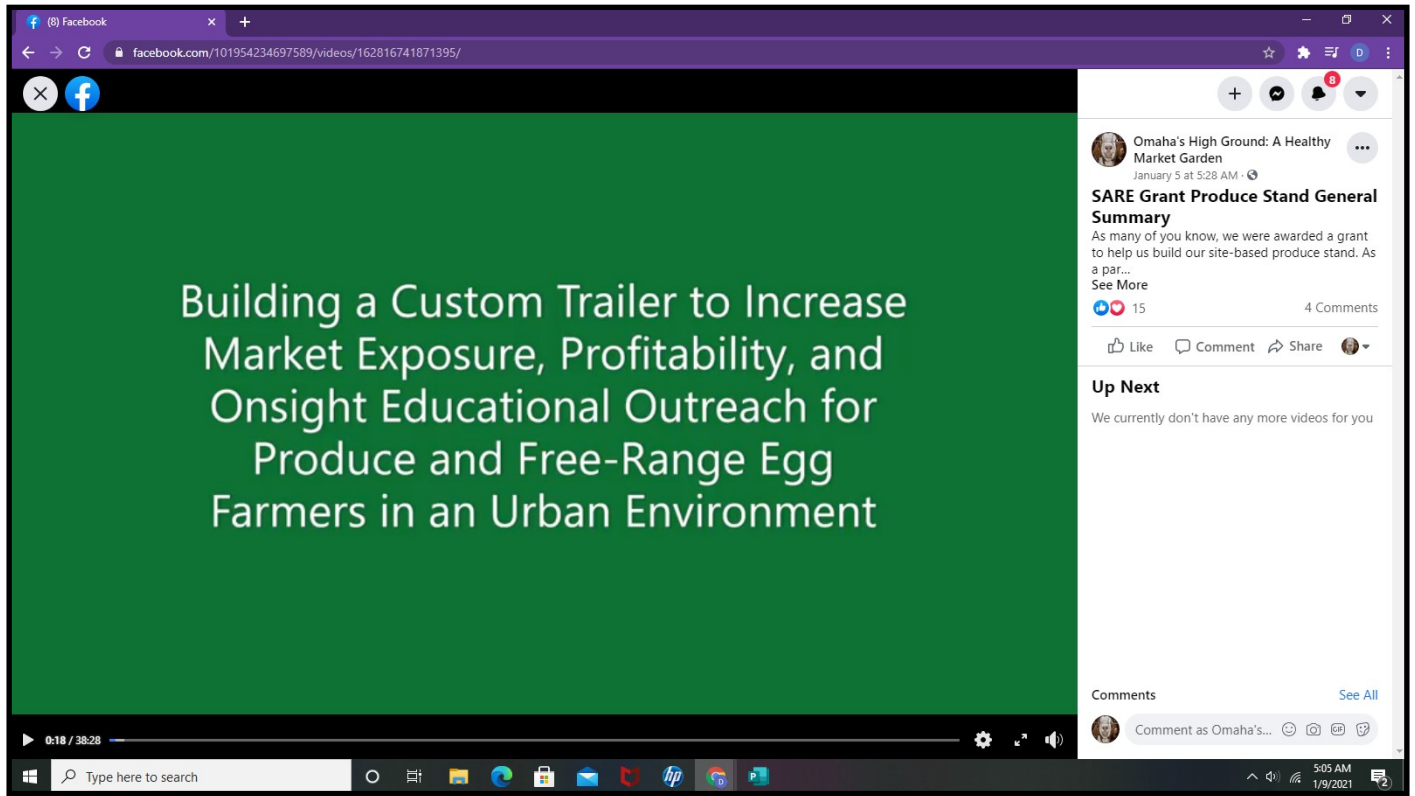 (8) Facebook
facebook.com/101954234697589/videos/162816741871395/
D
8
Omaha's High Ground: A Healthy
Market Garden
January 5 at 5:28 AM ·
SARE Grant Produce Stand General
Summary
As many of you know, we were awarded a grant
to help us build our site-based produce stand. As
a par...
See More
15
4 Comments
Like
Comment
Share
Up Next
We currently don't have any more videos for you
Building a Custom Trailer to Increase
Market Exposure, Profitability, and
Onsight Educational Outreach for
Produce and Free-Range Egg
Farmers in an Urban Environment
Comments
See All
Comment as Omaha's...
GIF
0:18 / 38:28
Type here to search
hp
5:05 AM
1/9/2021
2